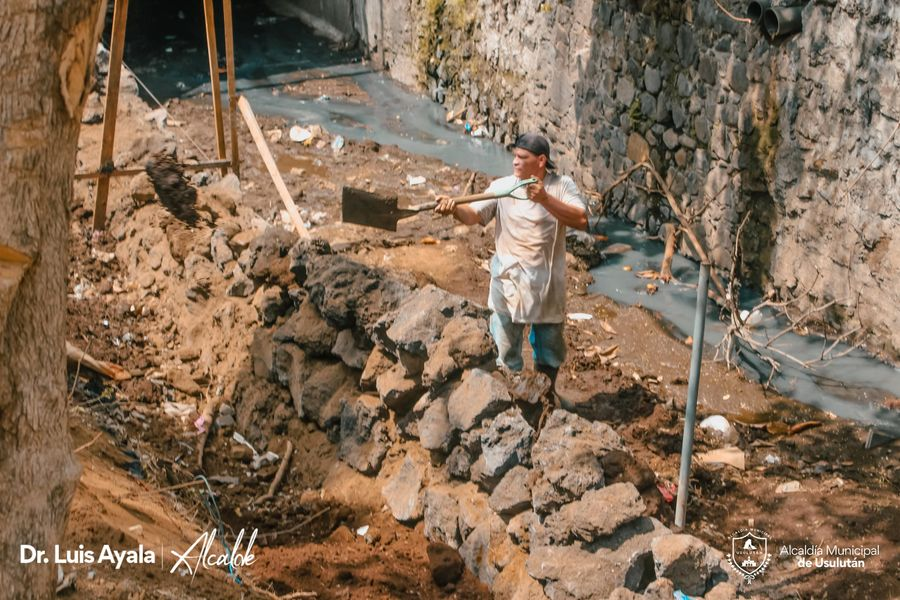 Dr. Luis Ayala | Alcalde
Alcaldía Municipal
de Usulután